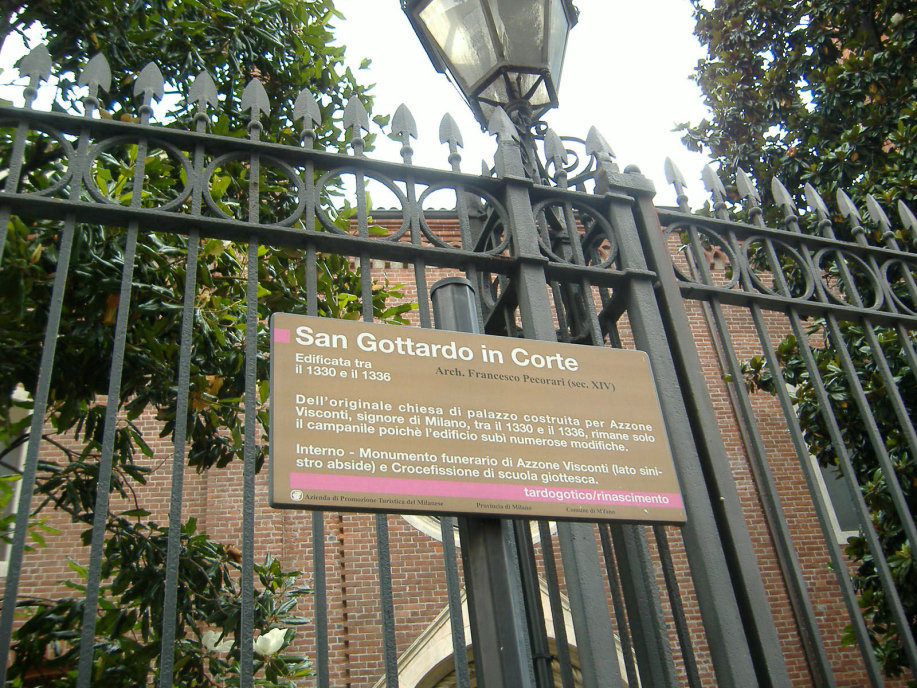 San Gottardo in Corte
Edificata tra
il 1330 e il 1336
Arch. Francesco Pecorari (sec. XIV)
Dell'originale chiesa di palazzo costruita per Azzone
Visconti, signore di Milano, tra il 1330 e il 1336, rimane solo
il campanile poichè l'edificio subì numerose modifiche.
Interno - Monumento funerario di Azzone Visconti (lato sini-
stro abside) e Crocefissione di scuola giottesca.
tardogotico/rinascimento
Azienda di Promozione Turistica del Milanese
Provincia di Milano
Comune di Milano